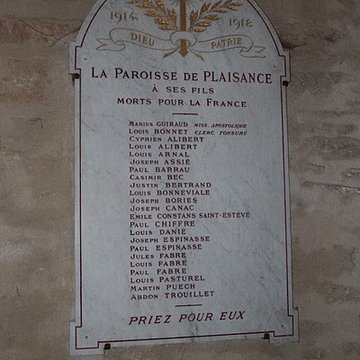 1914 1918
DIEU PATRIE
LA PAROISSE DE PLAISANCE
À SES FILS
MORTS POUR LA FRANCE
MARIUS GUIRAUD MISS. APOSTOLIQUE
LOUIS BONNET CLERC TONSURÉ
CYPRIEN ALIBERT
LOUIS ALIBERT
LOUIS ARNAL
JOSEPH ASSIÉ
PAUL BARRAU
CASIMIR BEC
JUSTIN BERTRAND
LOUIS BONNEVIALE
JOSEPH BORIES
JOSEPH CANAC
EMILE CONSTANS SAINT-ESTÈVE
PAUL CHIFFRE
LOUIS DANIÉ
JOSEPH ESPINASSE
PAUL ESPINASSE
JULES FABRE
LOUIS FABRE
PAUL FABRE
LOUIS PASTUREL
MARTIN PUECH
ABDON TROUILLET
PRIEZ POUR EUX